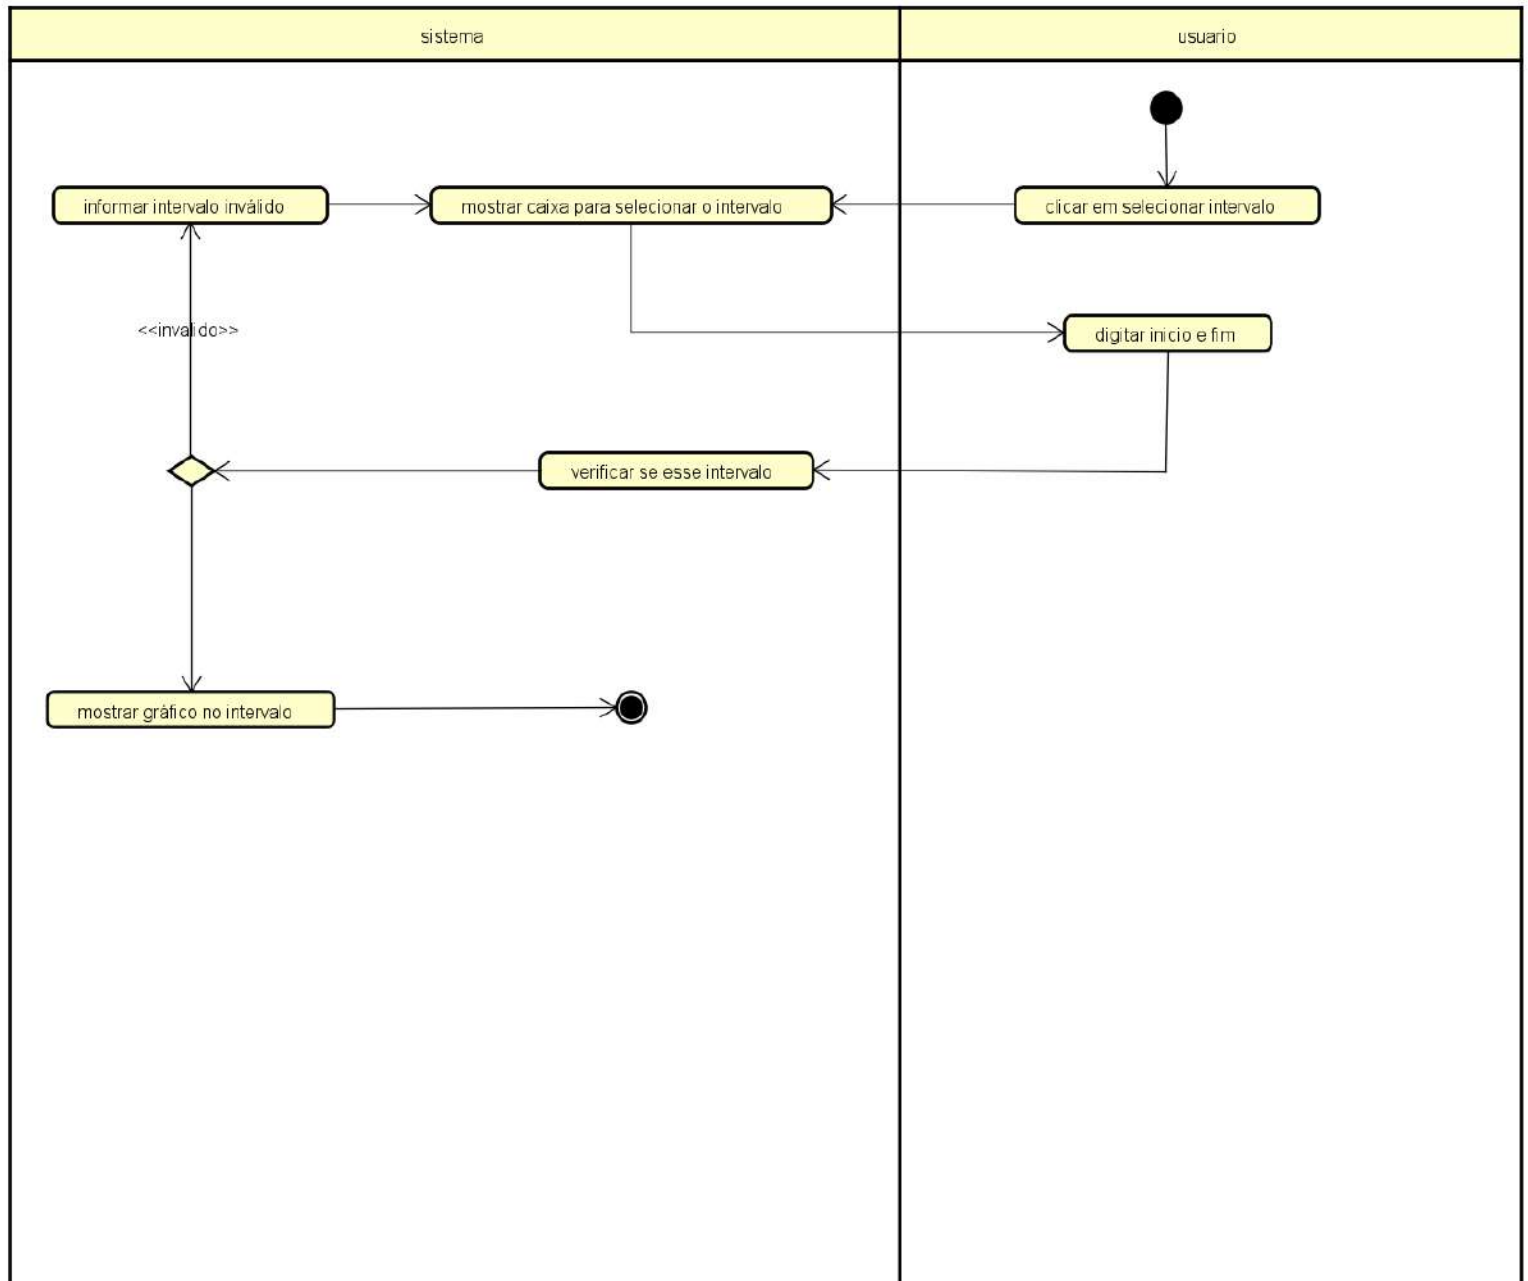 sistema
usuario
informar intervalo inválido
mostrar caixa para selecionar o intervalo
clicar em selecionar intervalo
<<invalido>>
digitar inicio e fim
verificar se esse intervalo
mostrar gráfico no intervalo